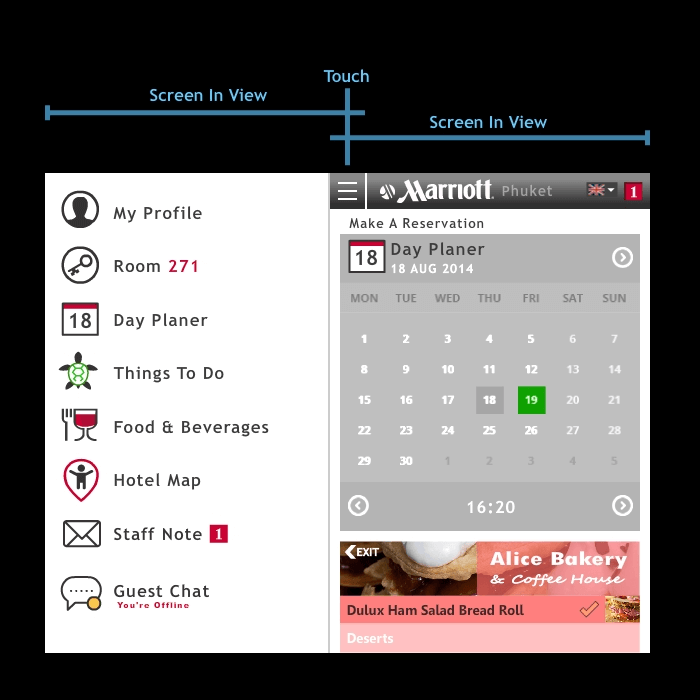 Touch
Screen In View
Screen In View
My Profile
Room 271
18 Day Planer
Things To Do
Food & Beverages
Hotel Map
Staff Note 1
Guest Chat
You're Offline
Marriott. Phuket 1
Make A Reservation
18 Day Planer
18 AUG 2014
MON TUE WED THU FRI SAT SUN
1 2 3 4 5 6 7
8 9 10 11 12 13 14
15 16 17 18 19 20 21
22 23 24 25 26 27 28
29 30 1 2 3 4 5
16:20
EXIT
Alice Bakery
& Coffee House
Dulux Ham Salad Bread Roll
Deserts